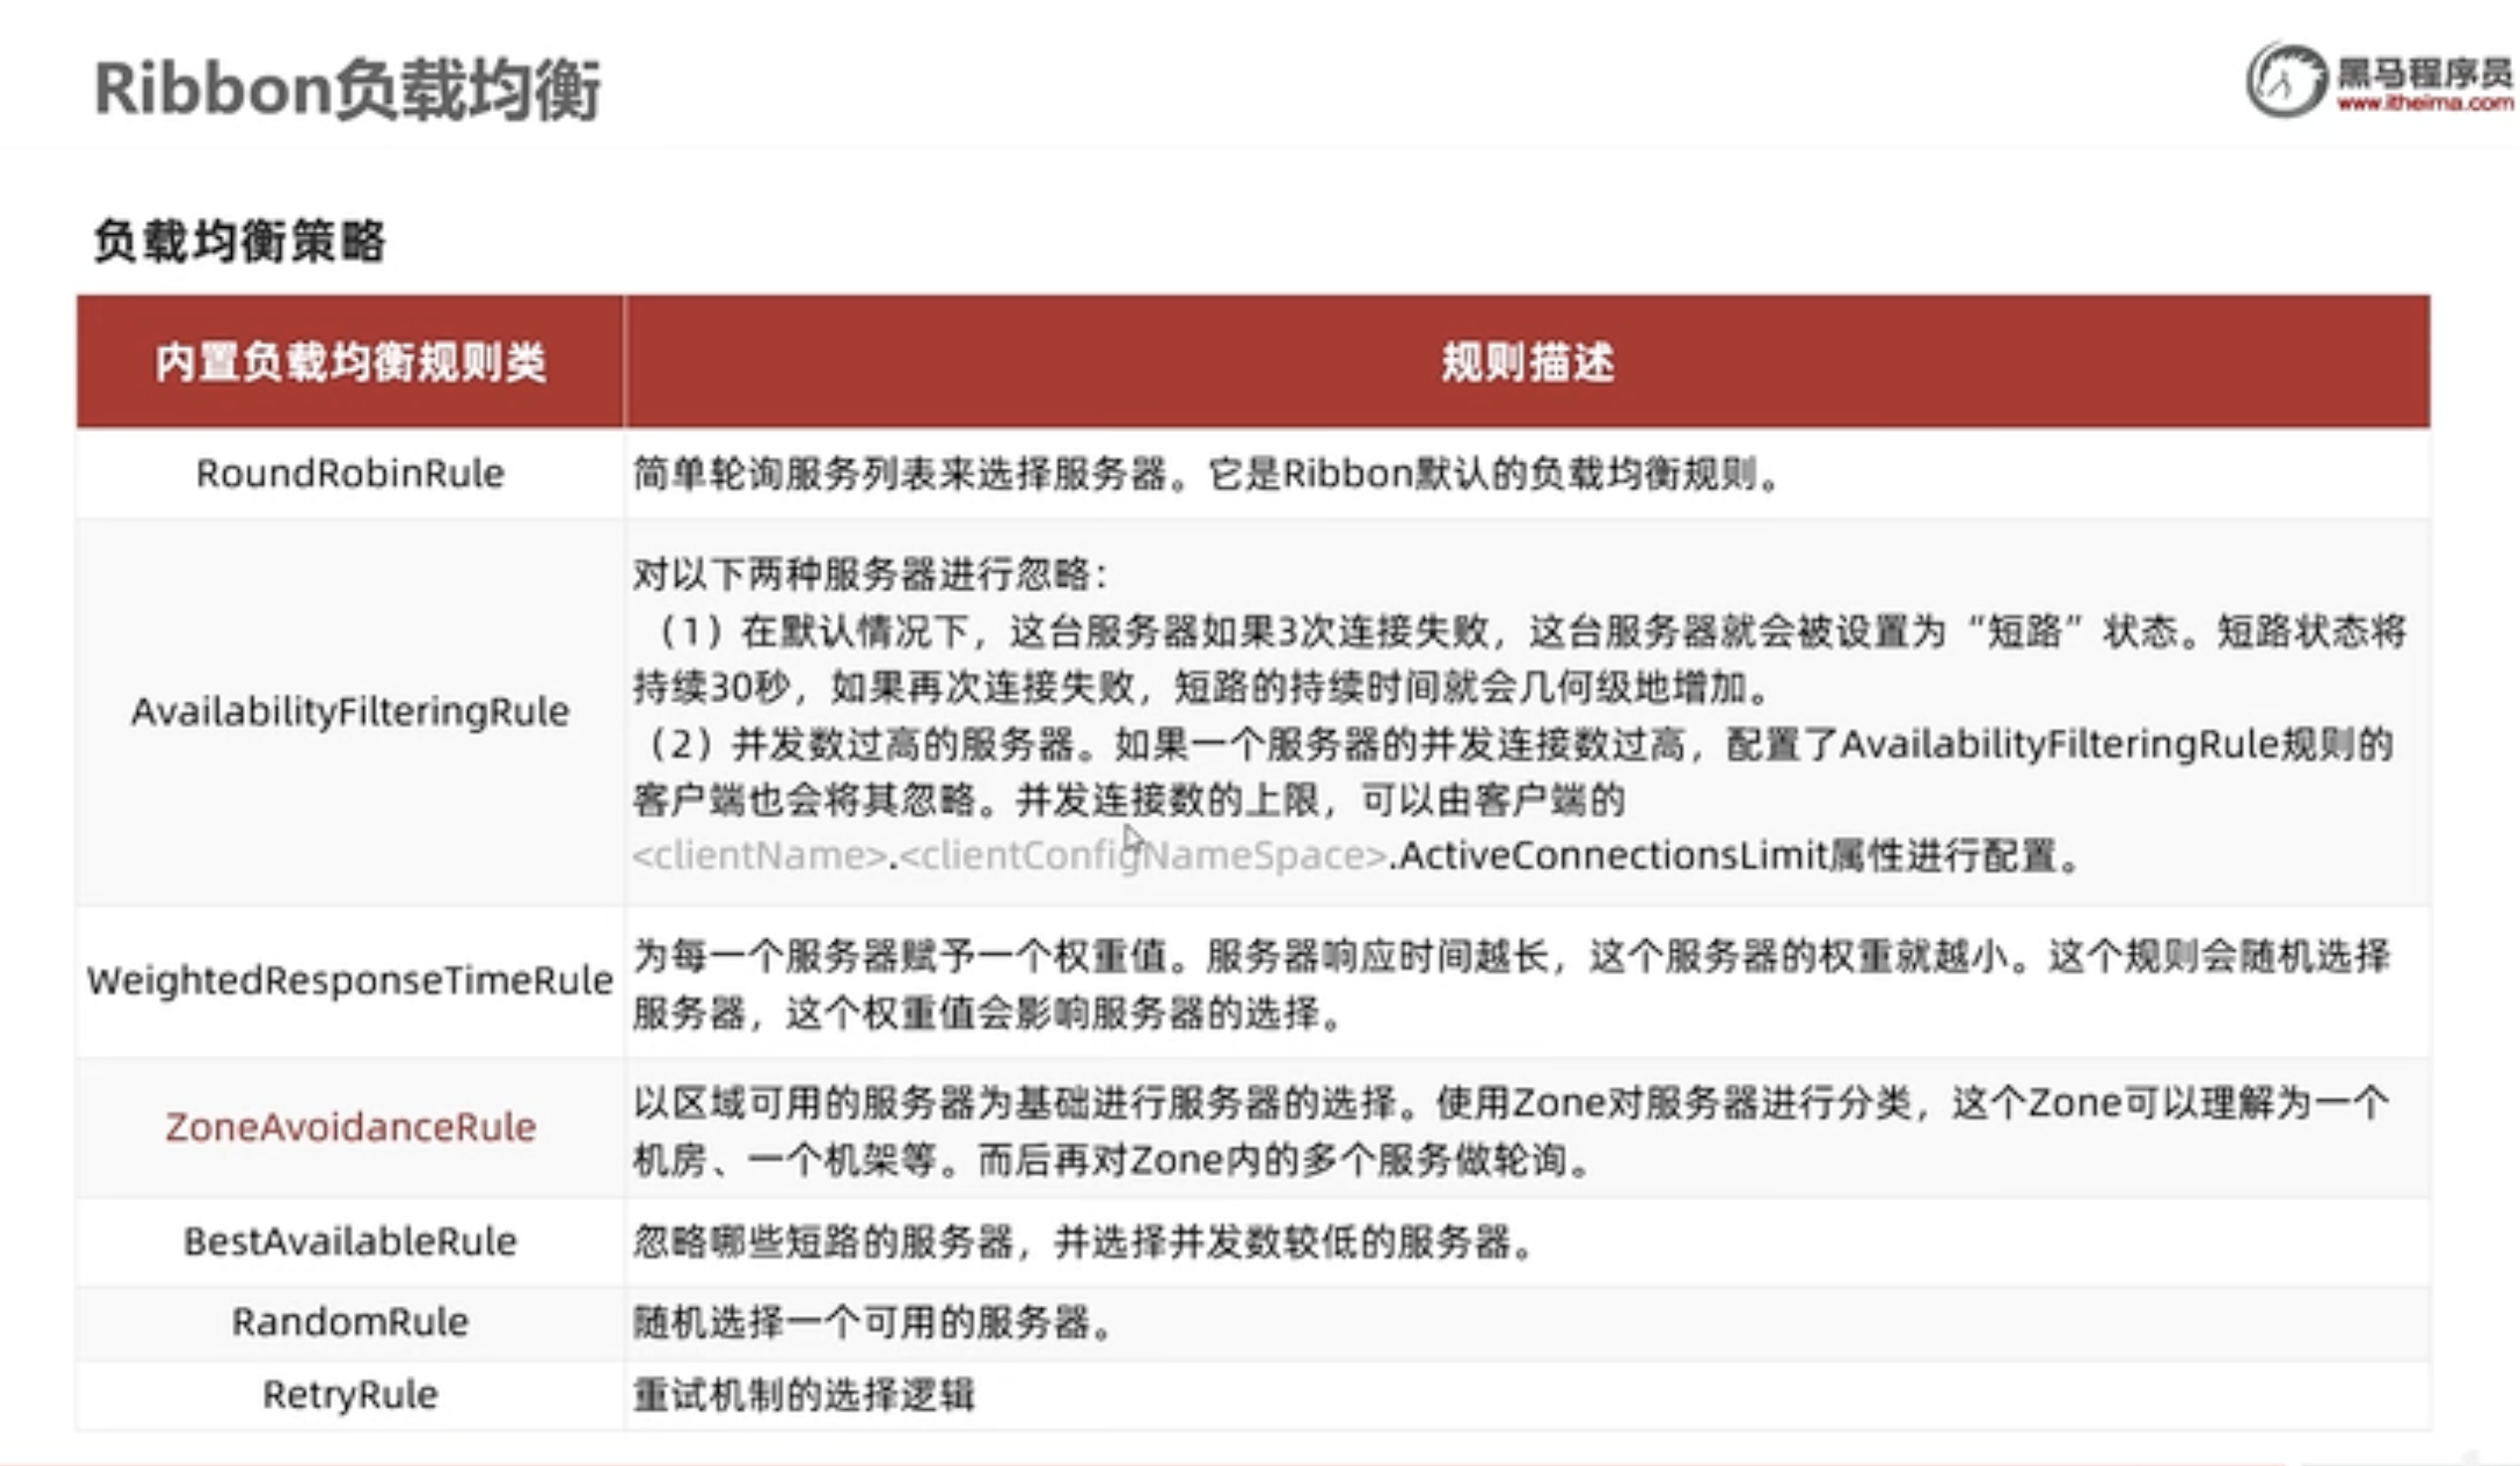 Ribbon负载均衡
黑马程序员
www.itheima.com
负载均衡策略
内置负载均衡规则类
规则描述
RoundRobinRule
简单轮询服务列表来选择服务器。它是Ribbon默认的负载均衡规则。
AvailabilityFilteringRule
对以下两种服务器进行忽略：
（1）在默认情况下，这台服务器如果3次连接失败，这台服务器就会被设置为“短路”状态。短路状态将
持续30秒，如果再次连接失败，短路的持续时间就会几何级地增加。
（2）并发数过高的服务器。如果一个服务器的并发连接数过高，配置了AvailabilityFilteringRule规则的
客户端也会将其忽略。并发连接数的上限，可以由客户端的
<clientName>.<clientConfigNameSpace>.ActiveConnectionsLimit属性进行配置。
WeightedResponseTimeRule
为每一个服务器赋予一个权重值。服务器响应时间越长，这个服务器的权重就越小。这个规则会随机选择
服务器，这个权重值会影响服务器的选择。
ZoneAvoidanceRule
以区域可用的服务器为基础进行服务器的选择。使用Zone对服务器进行分类，这个Zone可以理解为一个
机房、一个机架等。而后再对Zone内的多个服务做轮询。
BestAvailableRule
忽略哪些短路的服务器，并选择并发数较低的服务器。
RandomRule
随机选择一个可用的服务器。
RetryRule
重试机制的选择逻辑